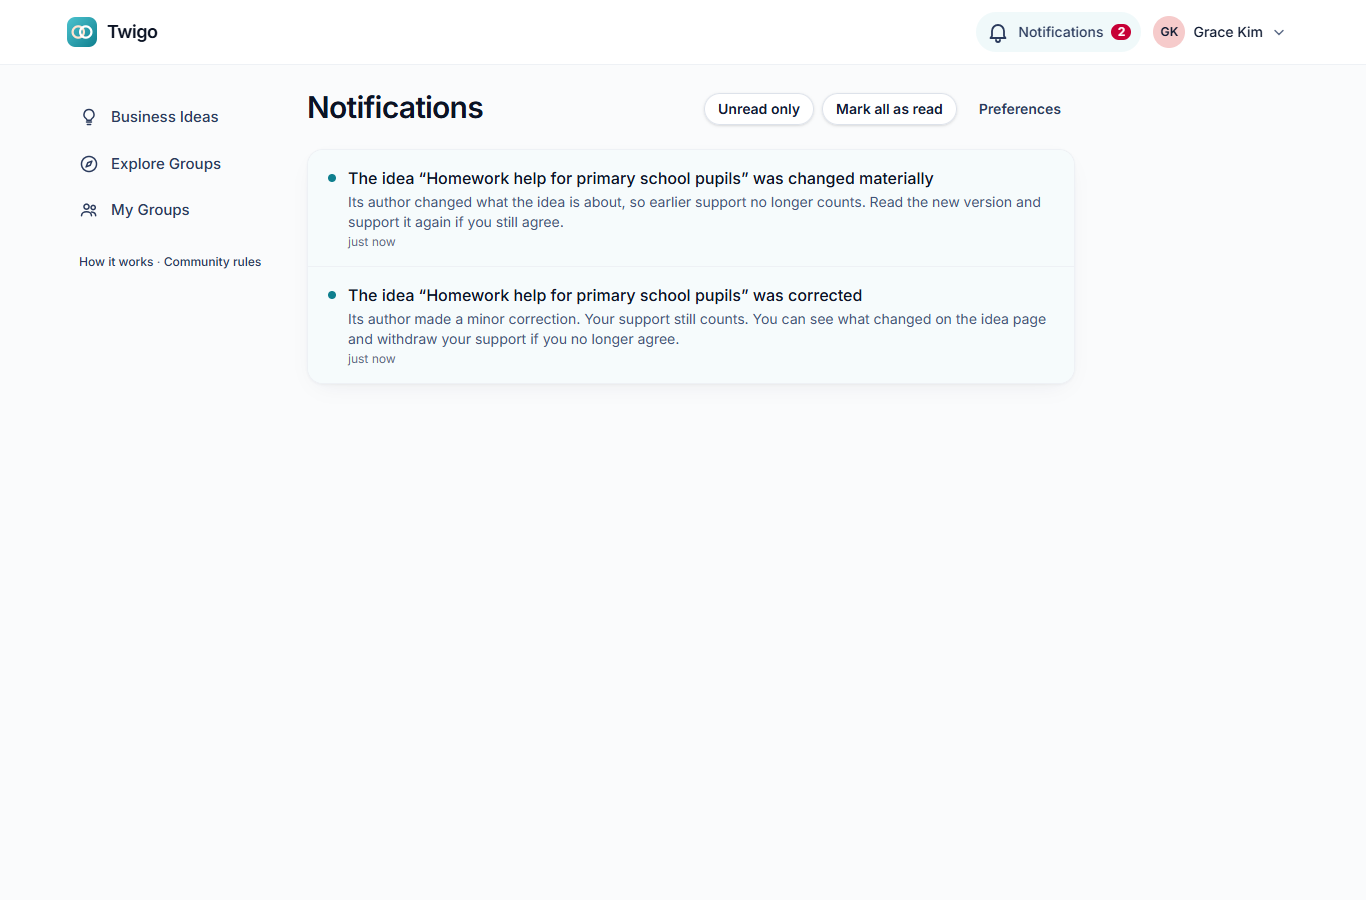 Twigo
Notifications 2
GK Grace Kim
Business Ideas
Explore Groups
My Groups
How it works · Community rules
Notifications
Unread only
Mark all as read
Preferences
The idea “Homework help for primary school pupils” was changed materially
Its author changed what the idea is about, so earlier support no longer counts. Read the new version and
support it again if you still agree.
just now
The idea “Homework help for primary school pupils” was corrected
Its author made a minor correction. Your support still counts. You can see what changed on the idea page
and withdraw your support if you no longer agree.
just now